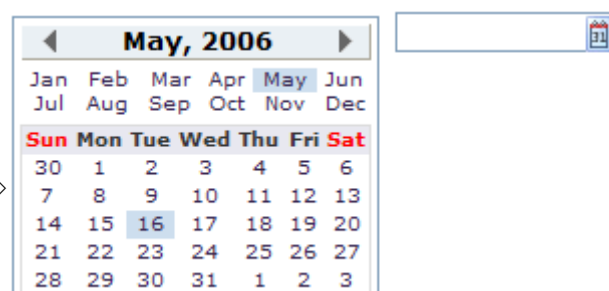 May, 2006
Jan Feb Mar Apr May Jun
Jul Aug Sep Oct Nov Dec
Sun Mon Tue Wed Thu Fri Sat
30 1 2 3 4 5 6
7 8 9 10 11 12 13
14 15 16 17 18 19 20
21 22 23 24 25 26 27
28 29 30 31 1 2 3
31